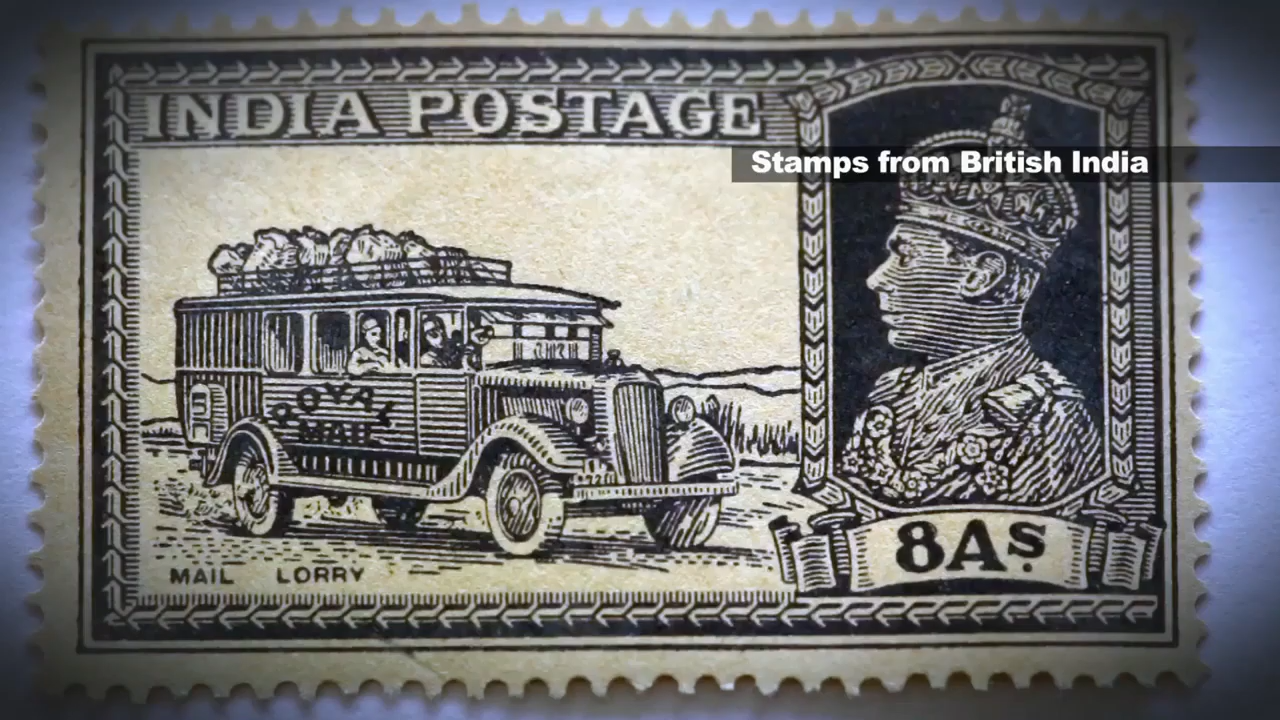 INDIA POSTAGE
Stamps from British India
ROYAL
MAIL
8As.
MAIL LORRY